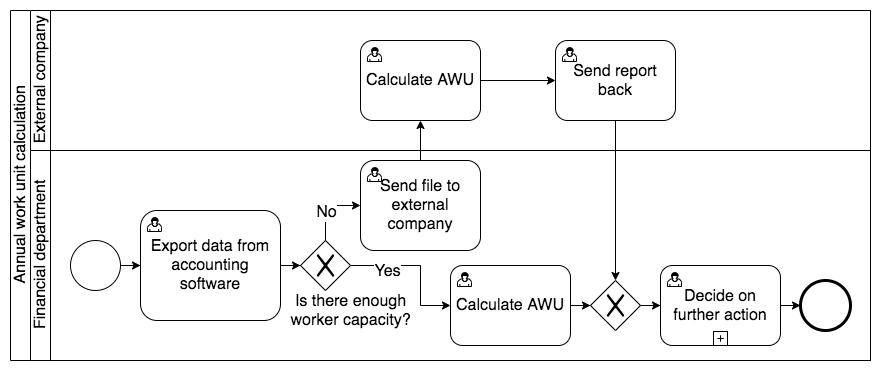 Annual work unit calculation
External company
Calculate AWU
Send report
back
Financial department
Send file to
external
company
No
Export data from
accounting
software
Yes
Is there enough
worker capacity?
Calculate AWU
Decide on
further action